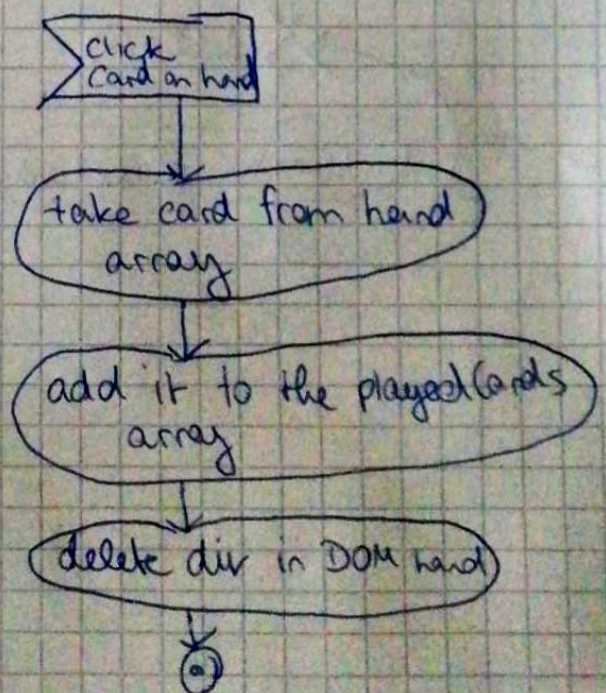 Click
Card on hand
take card from hand
array
add it to the playedCards
array
delete div in DOM hand